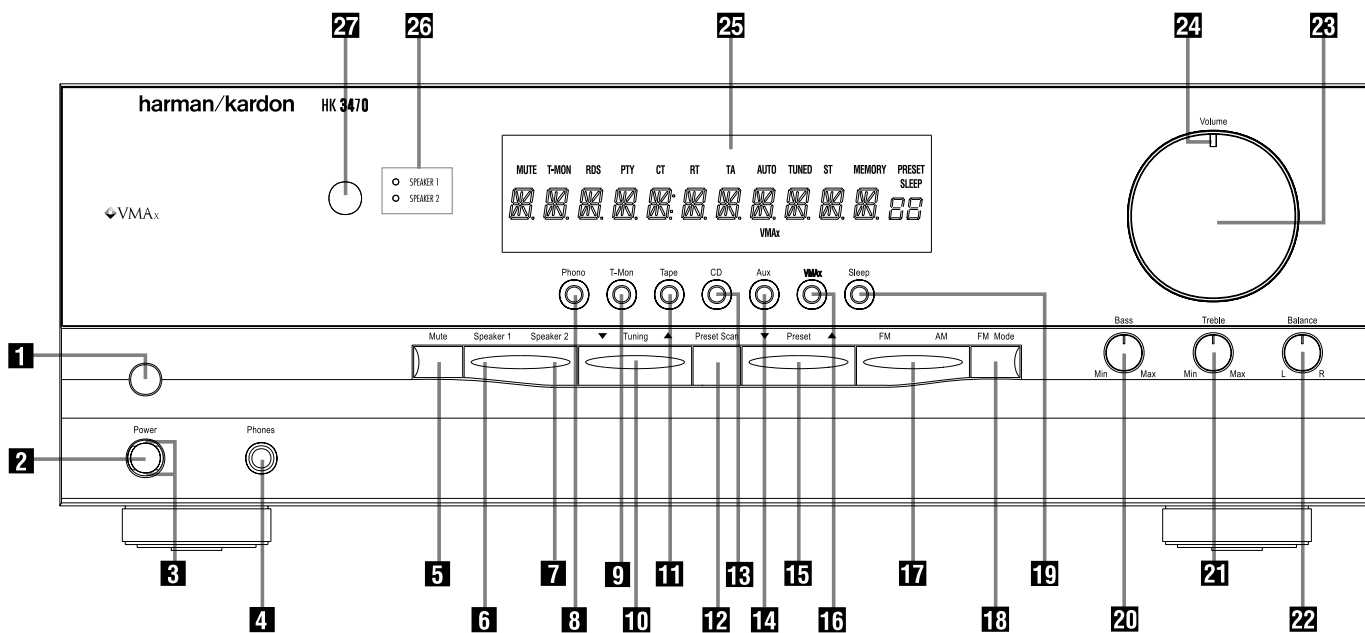 27 26 25 24 23
Volume
harman/kardon HK 3470
MUTE T-MON RDS PTY CT RT TA AUTO TUNED ST MEMORY PRESET
SLEEP
SPEAKER 1
SPEAKER 2
VMAx
VMAx
Phono T-Mon Tape CD Aux VMAx Sleep
Bass Treble Balance
Mute Speaker 1 Speaker 2 ▼ Tuning ▲ Preset Scan ▼ Preset ▲ FM AM FM Mode
1
Min Max Min Max L R
Power Phones
2
3 5 7 9 11 13 15 17 19 21
4 6 8 10 12 14 16 18 20 22